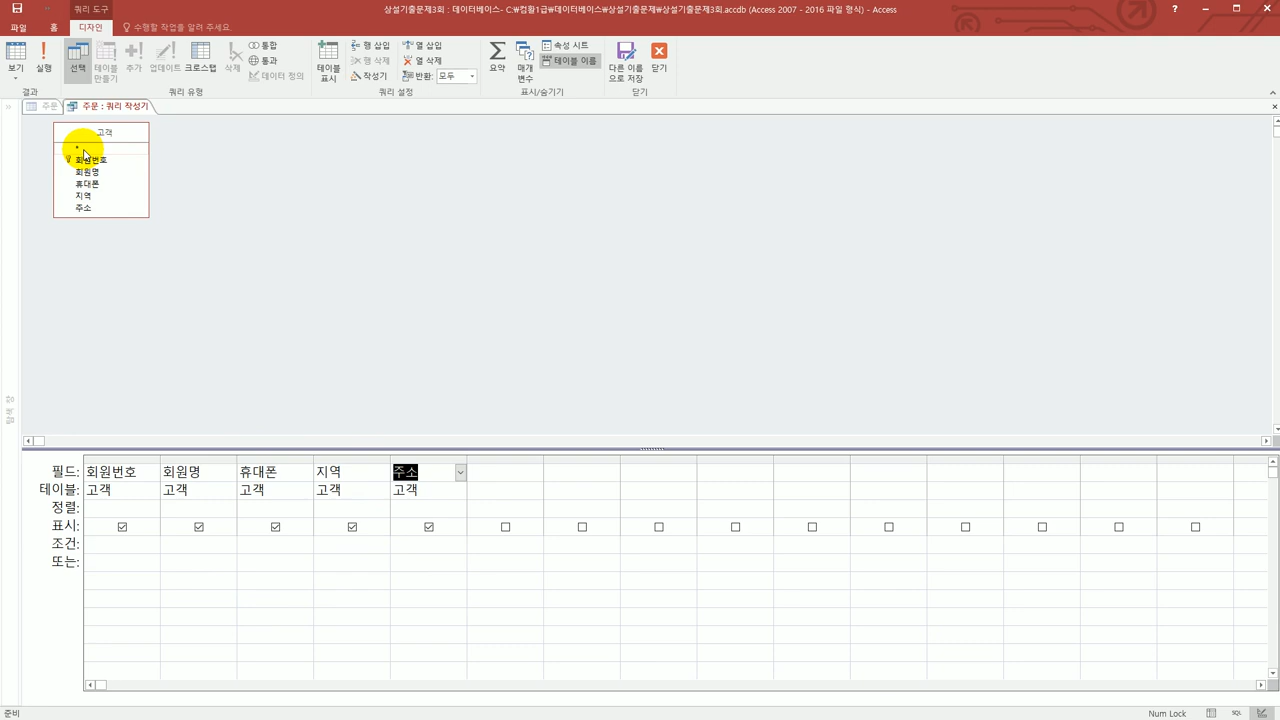 쿼리 도구
상설기출문제3회 : 데이터베이스- C:₩컴활1급₩데이터베이스₩상설기출문제₩상설기출문제3회.accdb (Access 2007 - 2016 파일 형식) - Access
파일 홈 디자인 수행할 작업을 알려 주세요.
보기 실행 선택 테이블 만들기 추가 업데이트 크로스탭 삭제 통합 통과 데이터 정의 테이블 표시 행 삽입 행 삭제 작성기 열 삽입 열 삭제 반환: 모두 요약 매개 변수 속성 시트 테이블 이름 다른 이름으로 저장 닫기
결과 쿼리 유형 쿼리 설정 표시/숨기기 닫기
주문 주문 : 쿼리 작성기
고객
*
회원번호
회원명
휴대폰
지역
주소
탐색 창
필드: 회원번호 회원명 휴대폰 지역 주소
테이블: 고객 고객 고객 고객 고객
정렬:
표시:
조건:
또는:
준비 Num Lock SQL